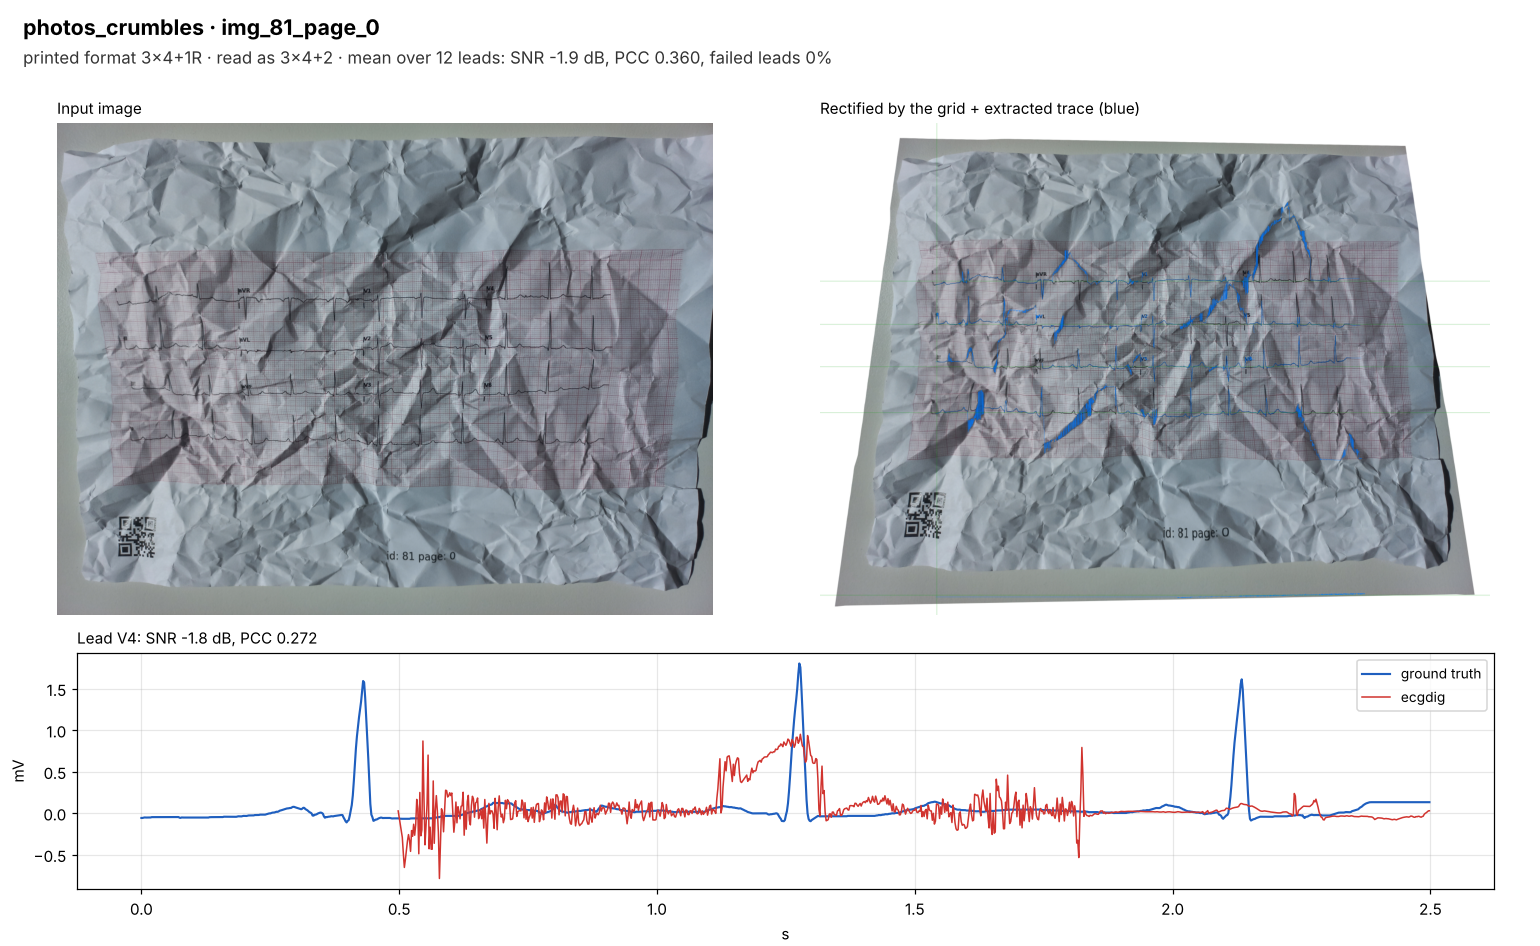 photos_crumbles · img_81_page_0
printed format 3×4+1R · read as 3×4+2 · mean over 12 leads: SNR -1.9 dB, PCC 0.360, failed leads 0%
Input image
Rectified by the grid + extracted trace (blue)
id: 81 page: 0
id: 81 page: 0
Lead V4: SNR -1.8 dB, PCC 0.272
ground truth
ecgdig
mV
1.5
1.0
0.5
0.0
−0.5
0.0
0.5
1.0
1.5
2.0
2.5
s